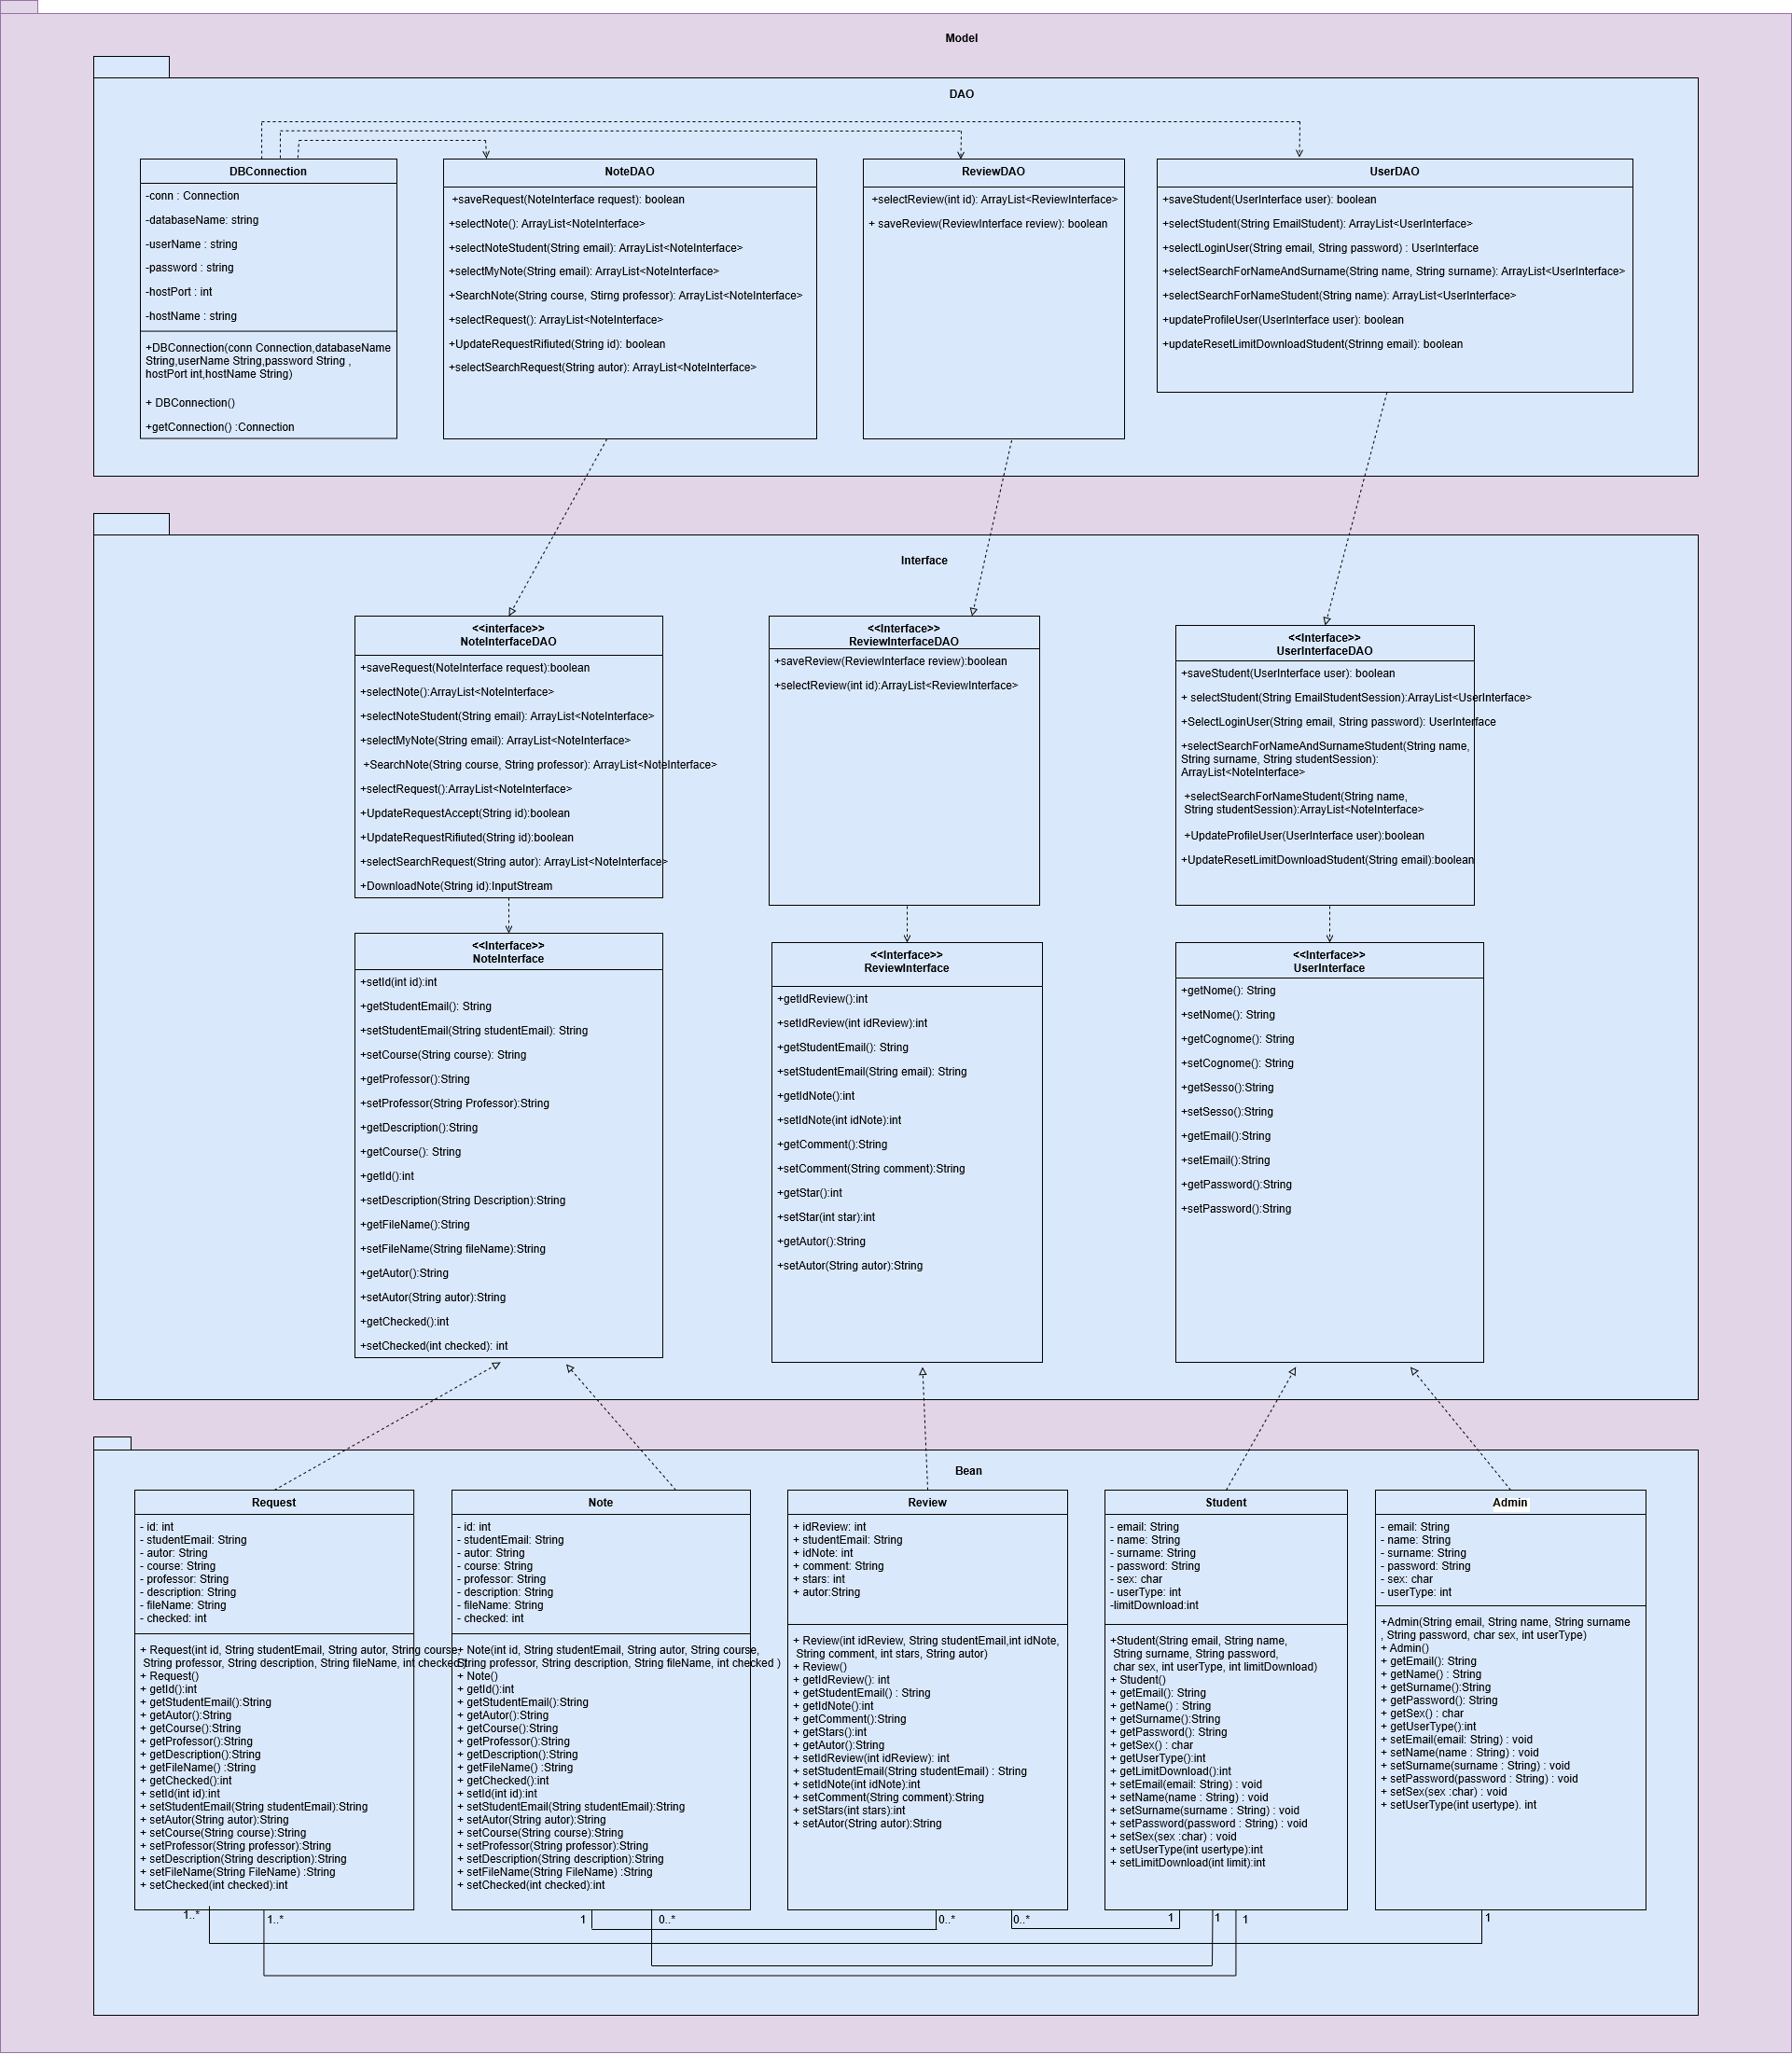 Model
DAO
DBConnection
-conn : Connection
-databaseName: string
-userName : string
-password : string
-hostPort : int
-hostName : string
+DBConnection(conn Connection,databaseName
String,userName String,password String ,
hostPort int,hostName String)
+ DBConnection()
+getConnection() :Connection
NoteDAO
+saveRequest(NoteInterface request): boolean
+selectNote(): ArrayList<NoteInterface>
+selectNoteStudent(String email): ArrayList<NoteInterface>
+selectMyNote(String email): ArrayList<NoteInterface>
+SearchNote(String course, Stirng professor): ArrayList<NoteInterface>
+selectRequest(): ArrayList<NoteInterface>
+UpdateRequestRifiuted(String id): boolean
+selectSearchRequest(String autor): ArrayList<NoteInterface>
ReviewDAO
+selectReview(int id): ArrayList<ReviewInterface>
+ saveReview(ReviewInterface review): boolean
UserDAO
+saveStudent(UserInterface user): boolean
+selectStudent(String EmailStudent): ArrayList<UserInterface>
+selectLoginUser(String email, String password) : UserInterface
+selectSearchForNameAndSurname(String name, String surname): ArrayList<UserInterface>
+selectSearchForNameStudent(String name): ArrayList<UserInterface>
+updateProfileUser(UserInterface user): boolean
+updateResetLimitDownloadStudent(Strinng email): boolean
Interface
<<interface>>
NoteInterfaceDAO
+saveRequest(NoteInterface request):boolean
+selectNote():ArrayList<NoteInterface>
+selectNoteStudent(String email): ArrayList<NoteInterface>
+selectMyNote(String email): ArrayList<NoteInterface>
+SearchNote(String course, String professor): ArrayList<NoteInterface>
+selectRequest():ArrayList<NoteInterface>
+UpdateRequestAccept(String id):boolean
+UpdateRequestRifiuted(String id):boolean
+selectSearchRequest(String autor): ArrayList<NoteInterface>
+DownloadNote(String id):InputStream
<<Interface>>
ReviewInterfaceDAO
+saveReview(ReviewInterface review):boolean
+selectReview(int id):ArrayList<ReviewInterface>
<<Interface>>
UserInterfaceDAO
+saveStudent(UserInterface user): boolean
+ selectStudent(String EmailStudentSession):ArrayList<UserInterface>
+SelectLoginUser(String email, String password): UserInterface
+selectSearchForNameAndSurnameStudent(String name,
String surname, String studentSession):
ArrayList<NoteInterface>
+selectSearchForNameStudent(String name,
String studentSession):ArrayList<NoteInterface>
+UpdateProfileUser(UserInterface user):boolean
+UpdateResetLimitDownloadStudent(String email):boolean
<<Interface>>
NoteInterface
+setId(int id):int
+getStudentEmail(): String
+setStudentEmail(String studentEmail): String
+setCourse(String course): String
+getProfessor():String
+setProfessor(String Professor):String
+getDescription():String
+getCourse(): String
+getId():int
+setDescription(String Description):String
+getFileName():String
+setFileName(String fileName):String
+getAutor():String
+setAutor(String autor):String
+getChecked():int
+setChecked(int checked): int
<<Interface>>
ReviewInterface
+getIdReview():int
+setIdReview(int idReview):int
+getStudentEmail(): String
+setStudentEmail(String email): String
+getIdNote():int
+setIdNote(int idNote):int
+getComment():String
+setComment(String comment):String
+getStar():int
+setStar(int star):int
+getAutor():String
+setAutor(String autor):String
<<Interface>>
UserInterface
+getNome(): String
+setNome(): String
+getCognome(): String
+setCognome(): String
+getSesso():String
+setSesso():String
+getEmail():String
+setEmail():String
+getPassword():String
+setPassword():String
Bean
Request
- id: int
- studentEmail: String
- autor: String
- course: String
- professor: String
- description: String
- fileName: String
- checked: int
+ Request(int id, String studentEmail, String autor, String course,
String professor, String description, String fileName, int checked )
+ Request()
+ getId():int
+ getStudentEmail():String
+ getAutor():String
+ getCourse():String
+ getProfessor():String
+ getDescription():String
+ getFileName() :String
+ getChecked():int
+ setId(int id):int
+ setStudentEmail(String studentEmail):String
+ setAutor(String autor):String
+ setCourse(String course):String
+ setProfessor(String professor):String
+ setDescription(String description):String
+ setFileName(String FileName) :String
+ setChecked(int checked):int
Note
- id: int
- studentEmail: String
- autor: String
- course: String
- professor: String
- description: String
- fileName: String
- checked: int
+ Note(int id, String studentEmail, String autor, String course,
String professor, String description, String fileName, int checked )
+ Note()
+ getId():int
+ getStudentEmail():String
+ getAutor():String
+ getCourse():String
+ getProfessor():String
+ getDescription():String
+ getFileName() :String
+ getChecked():int
+ setId(int id):int
+ setStudentEmail(String studentEmail):String
+ setAutor(String autor):String
+ setCourse(String course):String
+ setProfessor(String professor):String
+ setDescription(String description):String
+ setFileName(String FileName) :String
+ setChecked(int checked):int
Review
+ idReview: int
+ studentEmail: String
+ idNote: int
+ comment: String
+ stars: int
+ autor:String
+ Review(int idReview, String studentEmail,int idNote,
String comment, int stars, String autor)
+ Review()
+ getIdReview(): int
+ getStudentEmail() : String
+ getIdNote():int
+ getComment():String
+ getStars():int
+ getAutor():String
+ setIdReview(int idReview): int
+ setStudentEmail(String studentEmail) : String
+ setIdNote(int idNote):int
+ setComment(String comment):String
+ setStars(int stars):int
+ setAutor(String autor):String
Student
- email: String
- name: String
- surname: String
- password: String
- sex: char
- userType: int
-limitDownload:int
+Student(String email, String name,
String surname, String password,
char sex, int userType, int limitDownload)
+ Student()
+ getEmail(): String
+ getName() : String
+ getSurname():String
+ getPassword(): String
+ getSex() : char
+ getUserType():int
+ getLimitDownload():int
+ setEmail(email: String) : void
+ setName(name : String) : void
+ setSurname(surname : String) : void
+ setPassword(password : String) : void
+ setSex(sex :char) : void
+ setUserType(int usertype):int
+ setLimitDownload(int limit):int
Admin
- email: String
- name: String
- surname: String
- password: String
- sex: char
- userType: int
+Admin(String email, String name, String surname
, String password, char sex, int userType)
+ Admin()
+ getEmail(): String
+ getName() : String
+ getSurname():String
+ getPassword(): String
+ getSex() : char
+ getUserType():int
+ setEmail(email: String) : void
+ setName(name : String) : void
+ setSurname(surname : String) : void
+ setPassword(password : String) : void
+ setSex(sex :char) : void
+ setUserType(int usertype). int
1..*
1..*
1
0..*
0..*
0..*
1
1
1
1